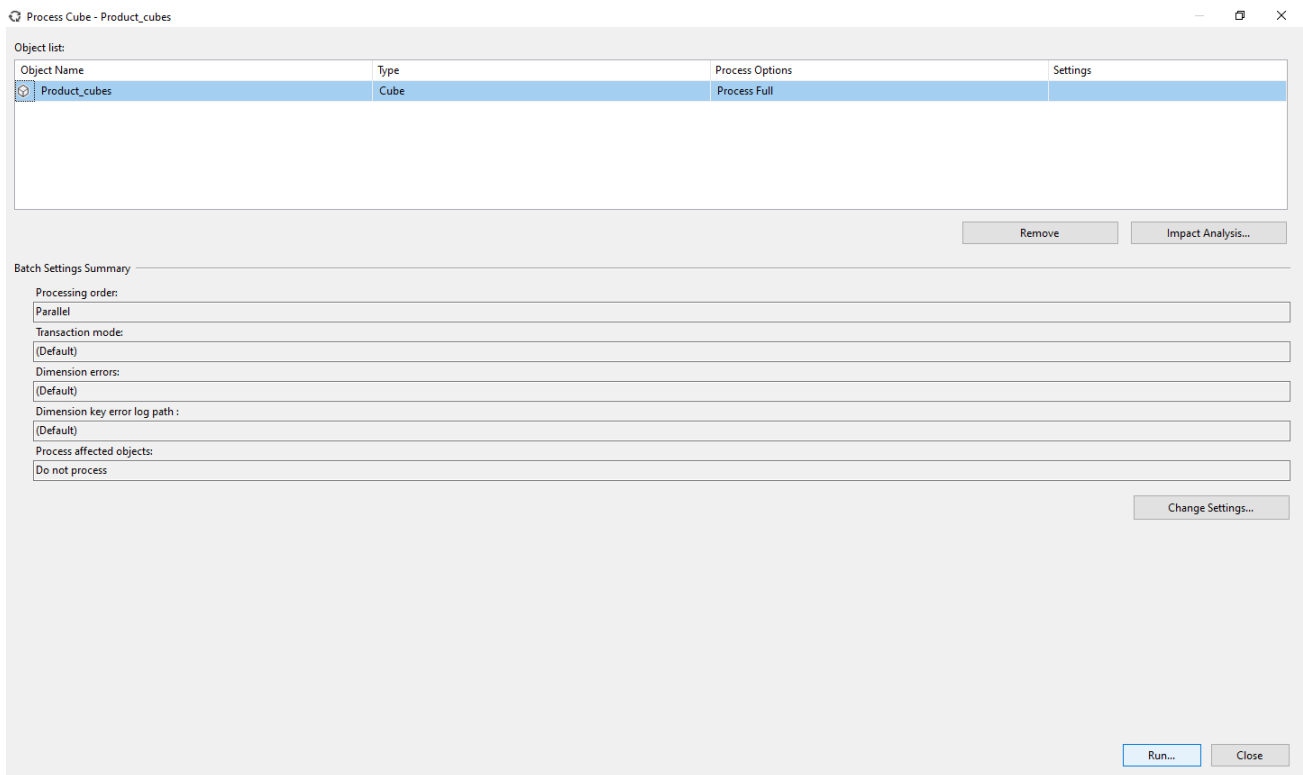 Process Cube - Product_cubes
Object list:
Object Name Type Process Options Settings
Product_cubes Cube Process Full
Remove Impact Analysis...
Batch Settings Summary
Processing order:
Parallel
Transaction mode:
(Default)
Dimension errors:
(Default)
Dimension key error log path :
(Default)
Process affected objects:
Do not process
Change Settings...
Run... Close